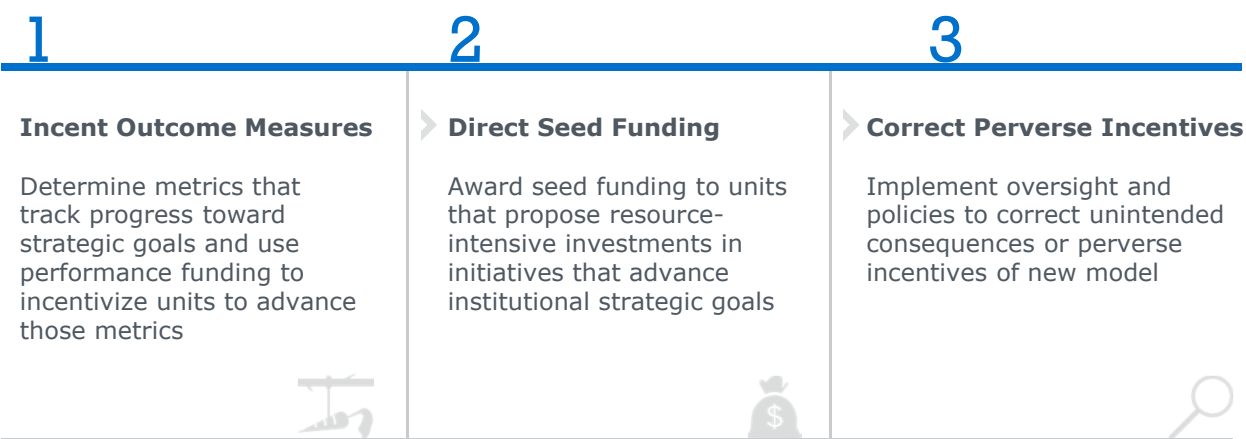 1
2
3
Incent Outcome Measures
Determine metrics that
track progress toward
strategic goals and use
performance funding to
incentivize units to advance
those metrics
Direct Seed Funding
Award seed funding to units
that propose resource-
intensive investments in
initiatives that advance
institutional strategic goals
$
Correct Perverse Incentives
Implement oversight and
policies to correct unintended
consequences or perverse
incentives of new model